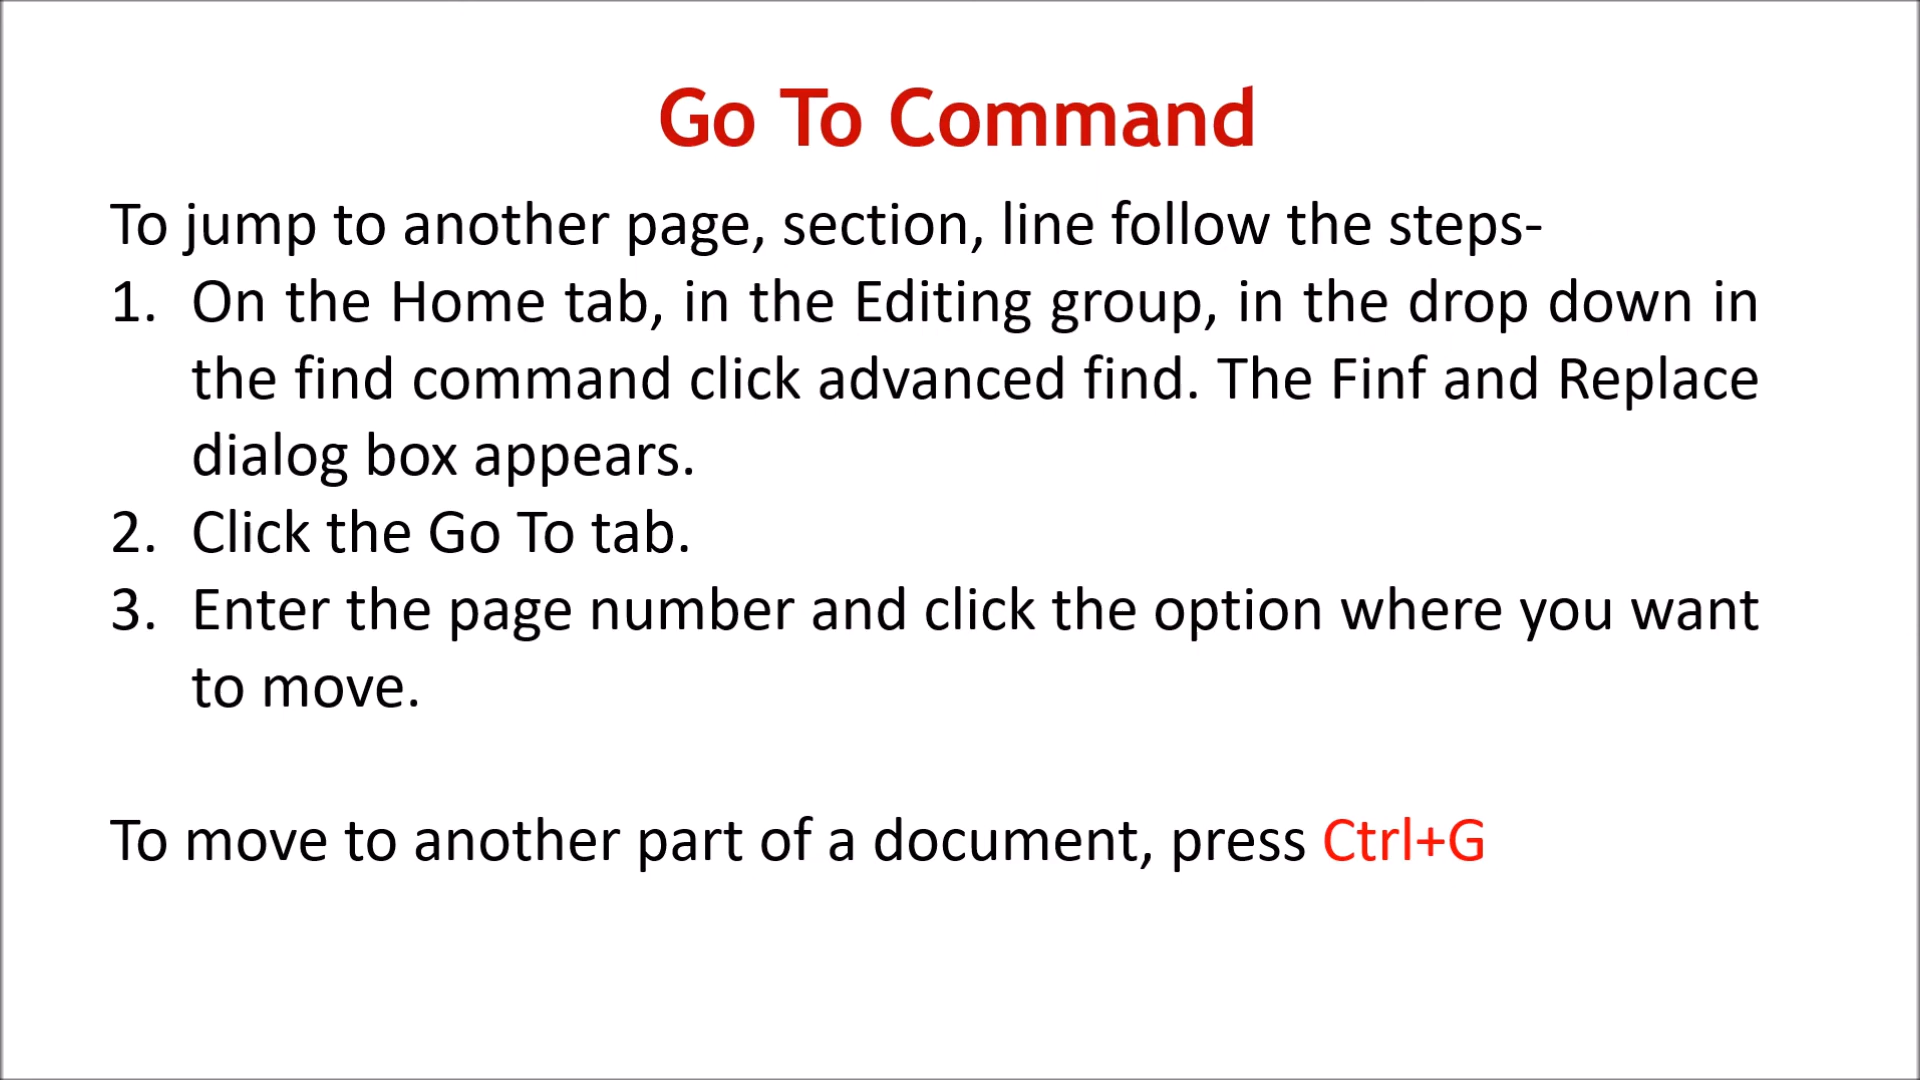 Go To Command
To jump to another page, section, line follow the steps-
1. On the Home tab, in the Editing group, in the drop down in
the find command click advanced find. The Finf and Replace
dialog box appears.
2. Click the Go To tab.
3. Enter the page number and click the option where you want
to move.
To move to another part of a document, press Ctrl+G